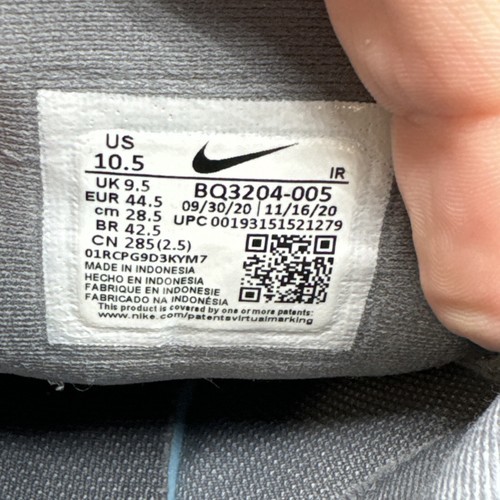 US
10.5
IR
UK 9.5
EUR 44.5
cm 28.5
BR 42.5
CN 285(2.5)
BQ3204-005
09/30/20 | 11/16/20
UPC 00193151521279
01RCPG9D3KYM7
MADE IN INDONESIA
HECHO EN INDONESIA
FABRIQUE EN INDONESIE
FABRICADO NA INDONÉSIA
This product is covered by one or more patents:
www.nike.com/patentsvirtualmarking